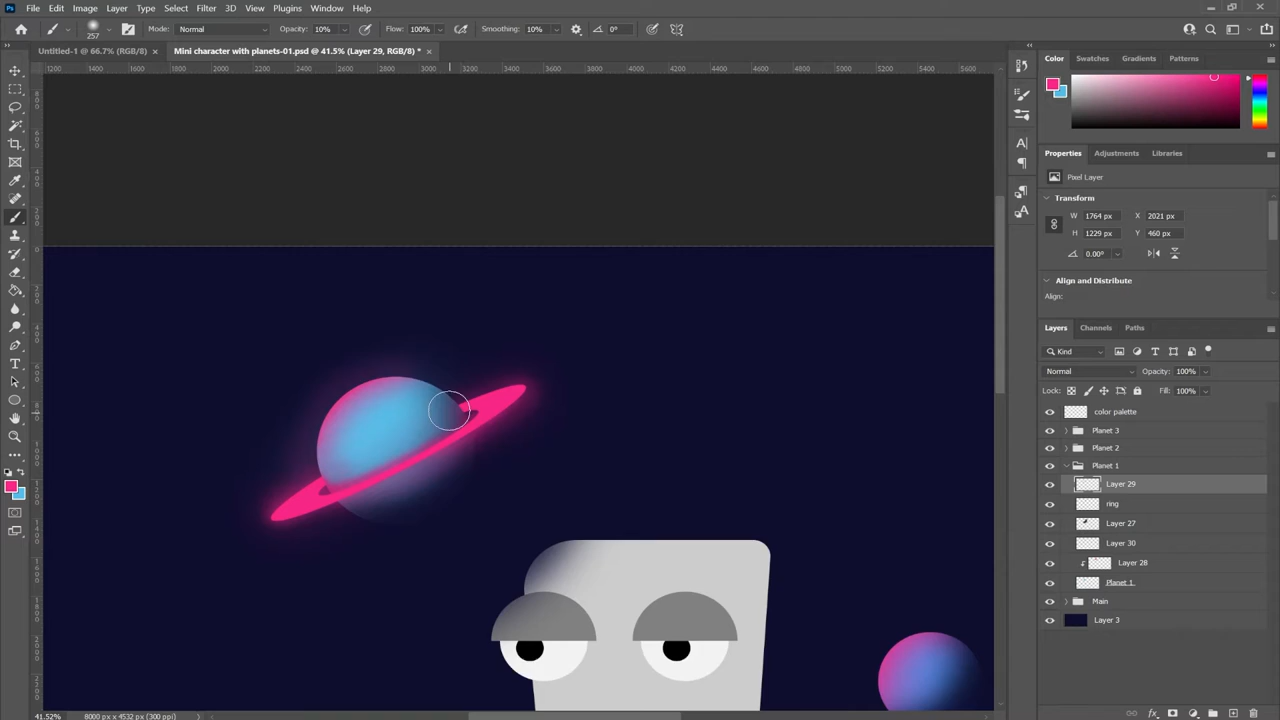 Ps File Edit Image Layer Type Select Filter 3D View Plugins Window Help
257 Mode: Normal Opacity: 10% Flow: 100% Smoothing: 10% 0°
Untitled-1 @ 66.7% (RGB/8) × Mini character with planets-01.psd @ 41.5% (Layer 29, RGB/8) * ×
1200 2000 2200 2400 2600 2800 3000 3200 3400 3600 3800 4000 4200 4400 4600 4800 5000 5200 5400 5600
Color Swatches Gradients Patterns
Properties Adjustments Libraries
Pixel Layer
Transform
W 1764 px X 2021 px
H 1229 px Y 460 px
0.00°
Align and Distribute
Align:
Layers Channels Paths
Kind
Normal Opacity: 100%
Lock: Fill: 100%
color palette
Planet 3
Planet 2
Planet 1
Layer 29
ring
Layer 27
Layer 30
Layer 28
Planet 1
Main
Layer 3
41.52% 8000 px x 4532 px (300 ppi)